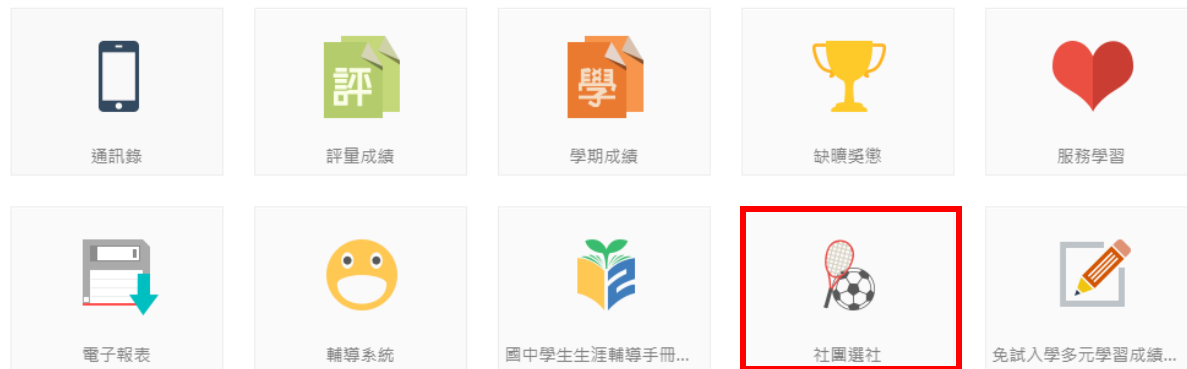 評
學
通訊錄
評量成績
學期成績
缺曠獎懲
服務學習
電子報表
輔導系統
國中學生生涯輔導手冊...
社團選社
免試入學多元學習成績...